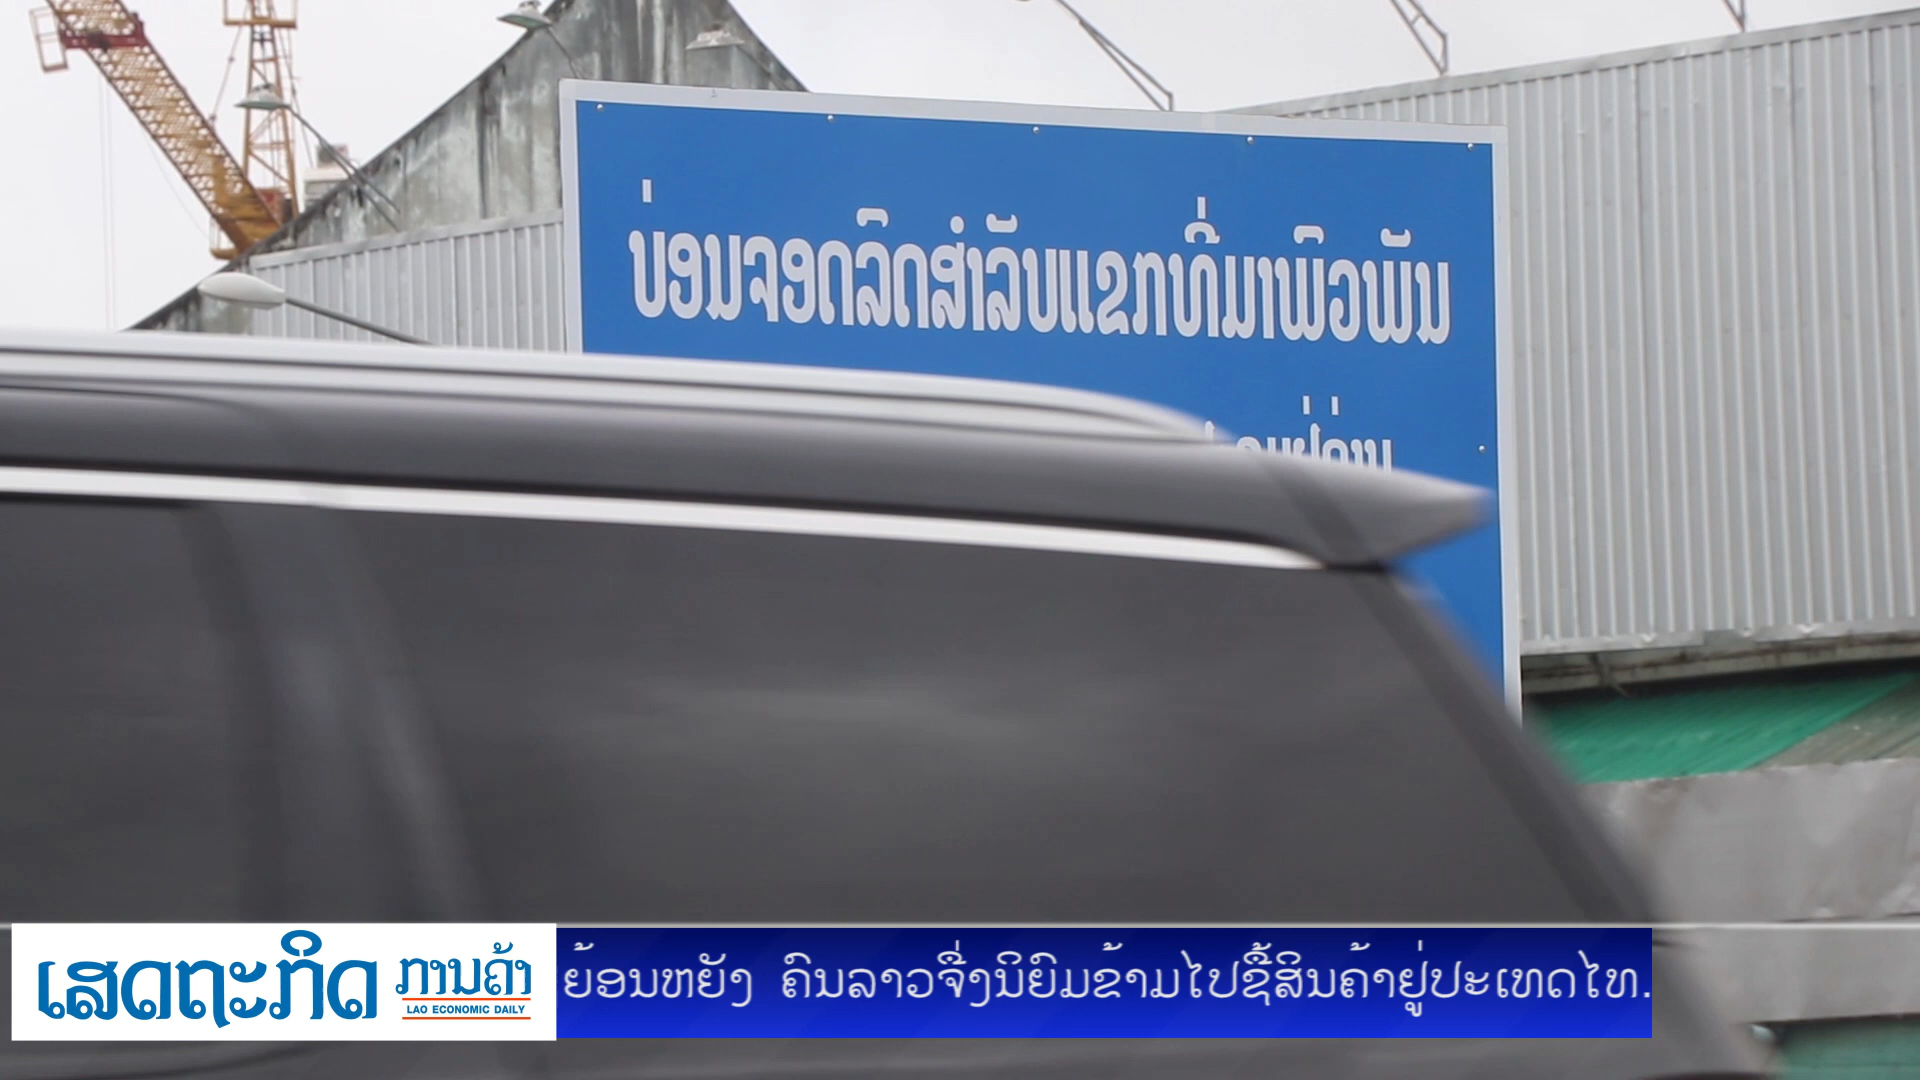 ບ່ອນຈອດລົດສຳລັບແຂກທີ່ມາພົວພັນ
ເສດຖະກິດ ການຄ້າ
LAO ECONOMIC DAILY
ຍ້ອນຫຍັງ ຄົນລາວຈື່ງນິຍົມຂ້າມໄປຊື້ສິນຄ້າຢູ່ປະເທດໄທ.